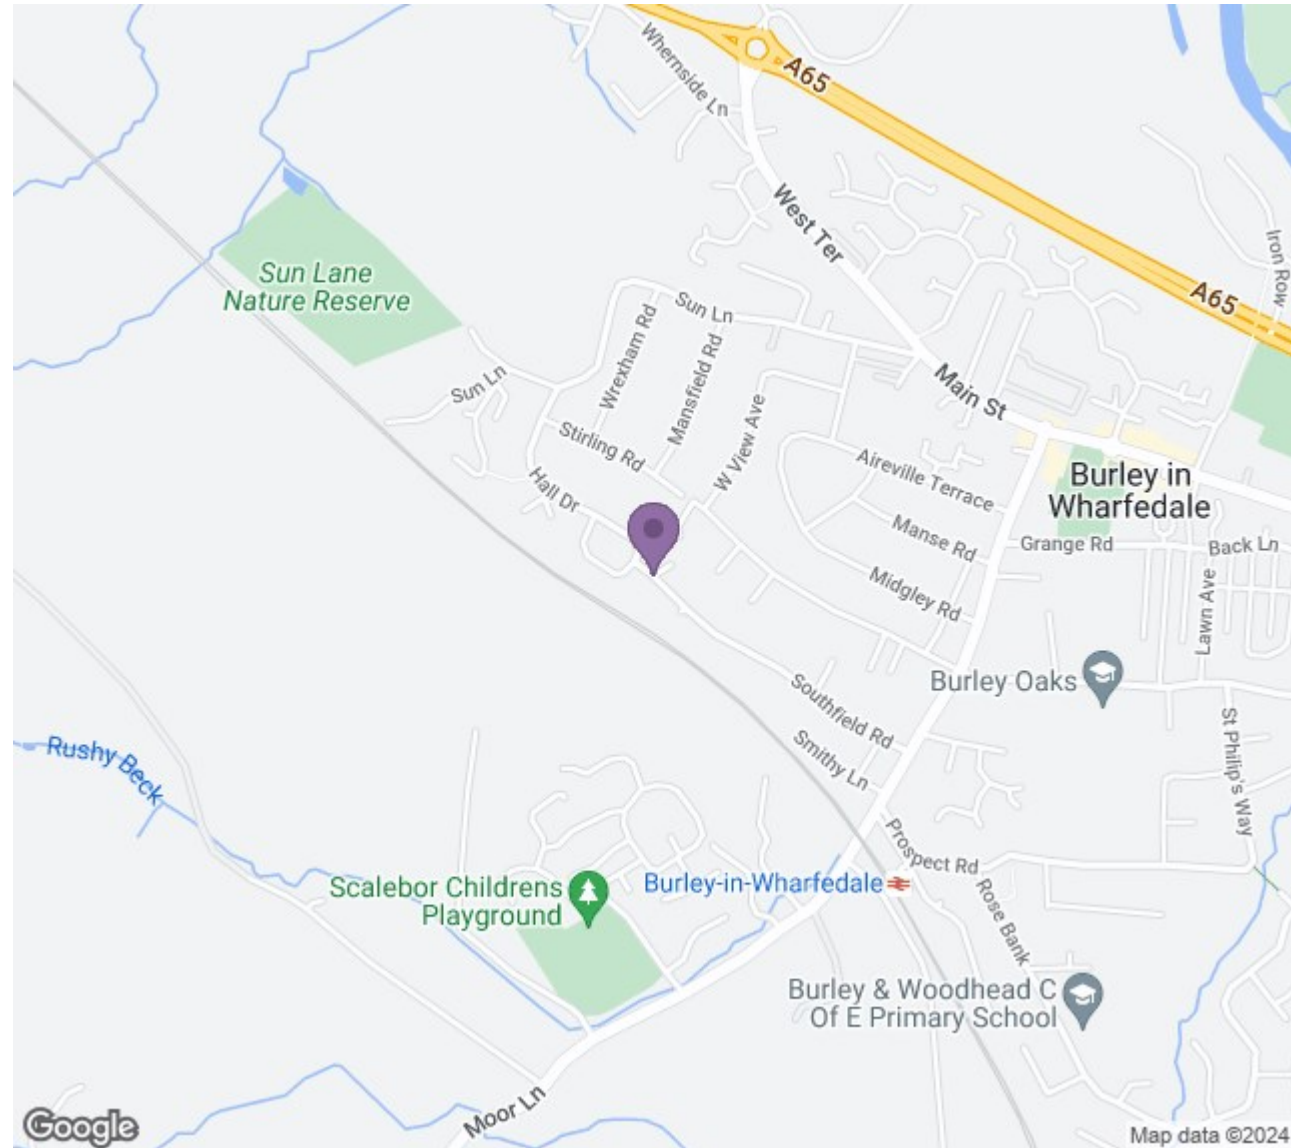 Whernside Ln
A65
West Ter
Iron Row
A65
Sun Lane
Nature Reserve
Sun Ln
Wrexham Rd
Mansfield Rd
Main St
Sun Ln
W View Ave
Stirling Rd
Aireville Terrace
Burley in
Wharfedale
Hall Dr
Manse Rd
Grange Rd
Back Ln
Midgley Rd
Lawn Ave
Burley Oaks
Southfield Rd
St Philip's Way
Smithy Ln
Rushy Beck
Prospect Rd
Scalebor Childrens
Playground
Burley-in-Wharfedale
Rose Bank
Burley & Woodhead C
Of E Primary School
Moor Ln
Google
Map data ©2024